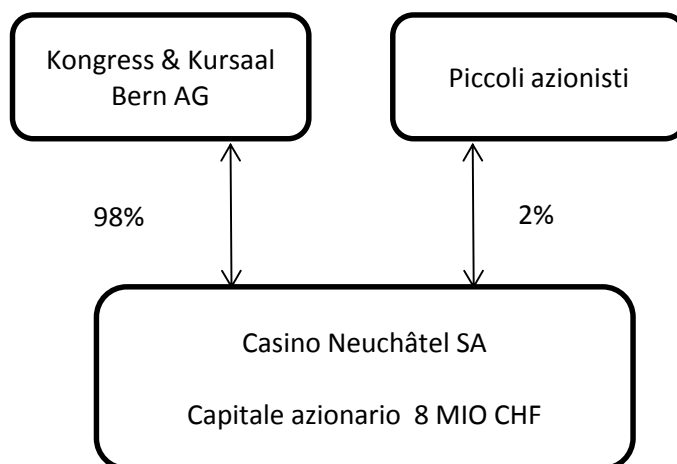 Kongress & Kursaal
Bern AG
Piccoli azionisti
98%
2%
Casino Neuchâtel SA
Capitale azionario 8 MIO CHF